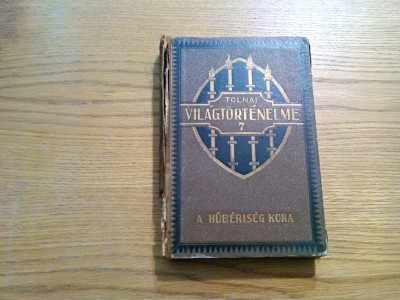 TOLNAI
VILÁGTÖRTÉNELME
7
A HŰBÉRISÉG KORA